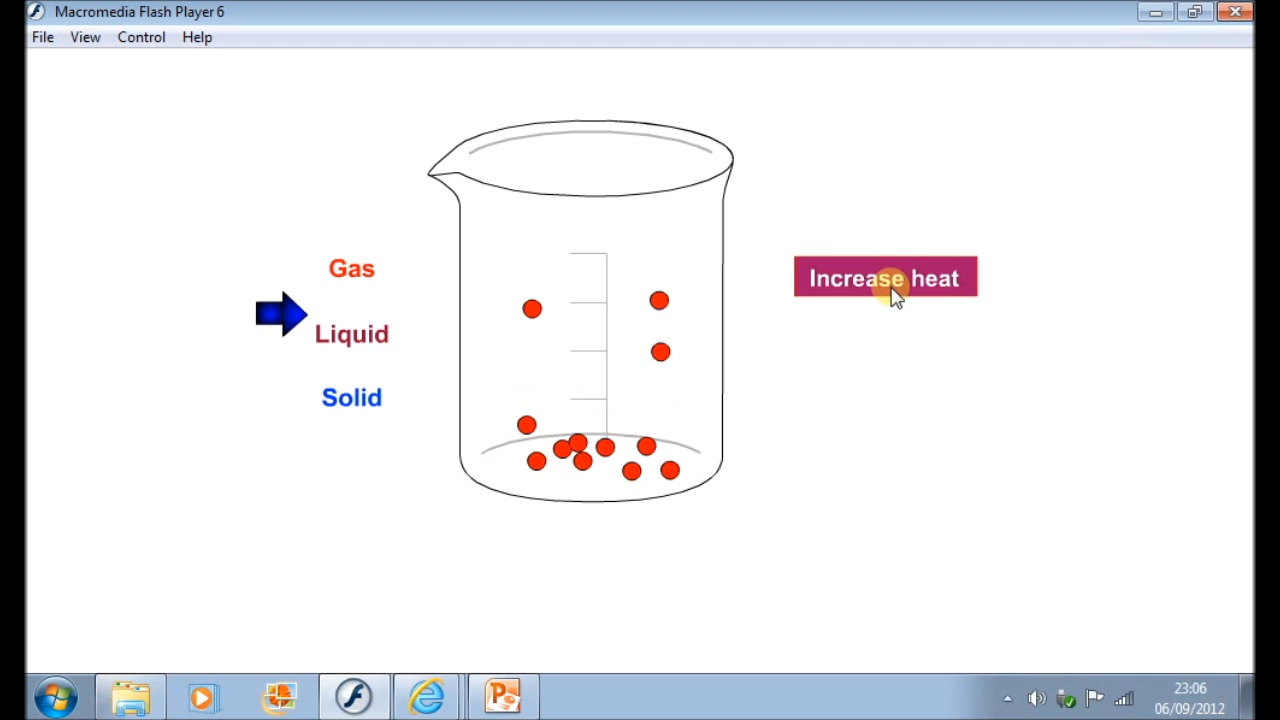 Macromedia Flash Player 6
File View Control Help
Gas
Liquid
Solid
Increase heat
23:06
06/09/2012